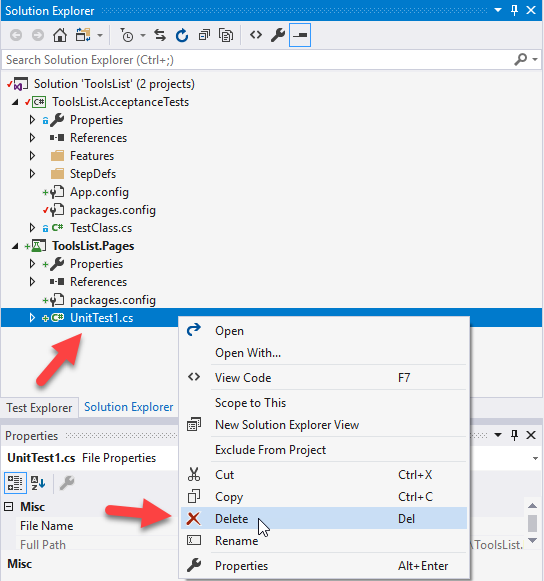 Solution Explorer
Search Solution Explorer (Ctrl+;)
Solution 'ToolsList' (2 projects)
C# ToolsList.AcceptanceTests
Properties
References
Features
StepDefs
App.config
packages.config
C# TestClass.cs
ToolsList.Pages
Properties
References
packages.config
C# UnitTest1.cs
Open
Open With...
View Code F7
Scope to This
New Solution Explorer View
Exclude From Project
Cut Ctrl+X
Copy Ctrl+C
Delete Del
Rename
Properties Alt+Enter
Test Explorer Solution Explorer
Properties
UnitTest1.cs File Properties
Misc
File Name
Full Path \ToolsList.
Misc